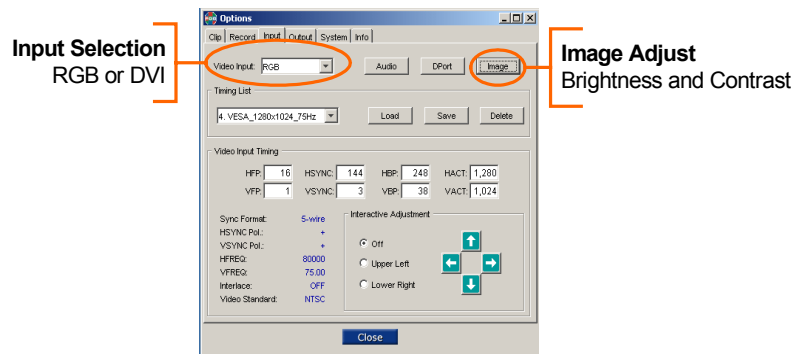 Options
Clip Record Input Output System Info
Input Selection
RGB or DVI
Video Input: RGB Audio DPort Image
Image Adjust
Brightness and Contrast
Timing List
4. VESA_1280x1024_75Hz Load Save Delete
Video Input Timing
HFP: 16 HSYNC: 144 HBP: 248 HACT: 1,280
VFP: 1 VSYNC: 3 VBP: 38 VACT: 1,024
Sync Format: 5-wire
HSYNC Pol.: +
VSYNC Pol.: +
HFREQ: 80000
VFREQ: 75.00
Interlace: OFF
Video Standard: NTSC
Interactive Adjustment
Off
Upper Left
Lower Right
Close